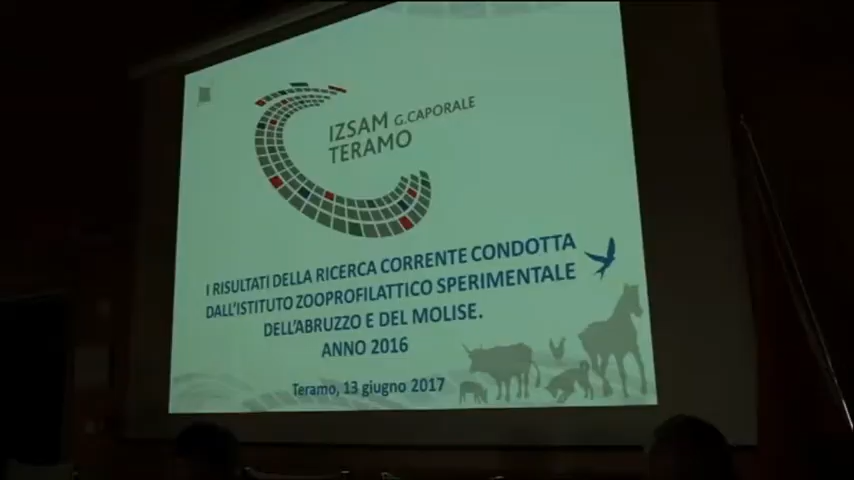 IZSAM G.CAPORALE
TERAMO
I RISULTATI DELLA RICERCA CORRENTE CONDOTTA
DALL'ISTITUTO ZOOPROFILATTICO SPERIMENTALE
DELL'ABRUZZO E DEL MOLISE.
ANNO 2016
Teramo, 13 giugno 2017